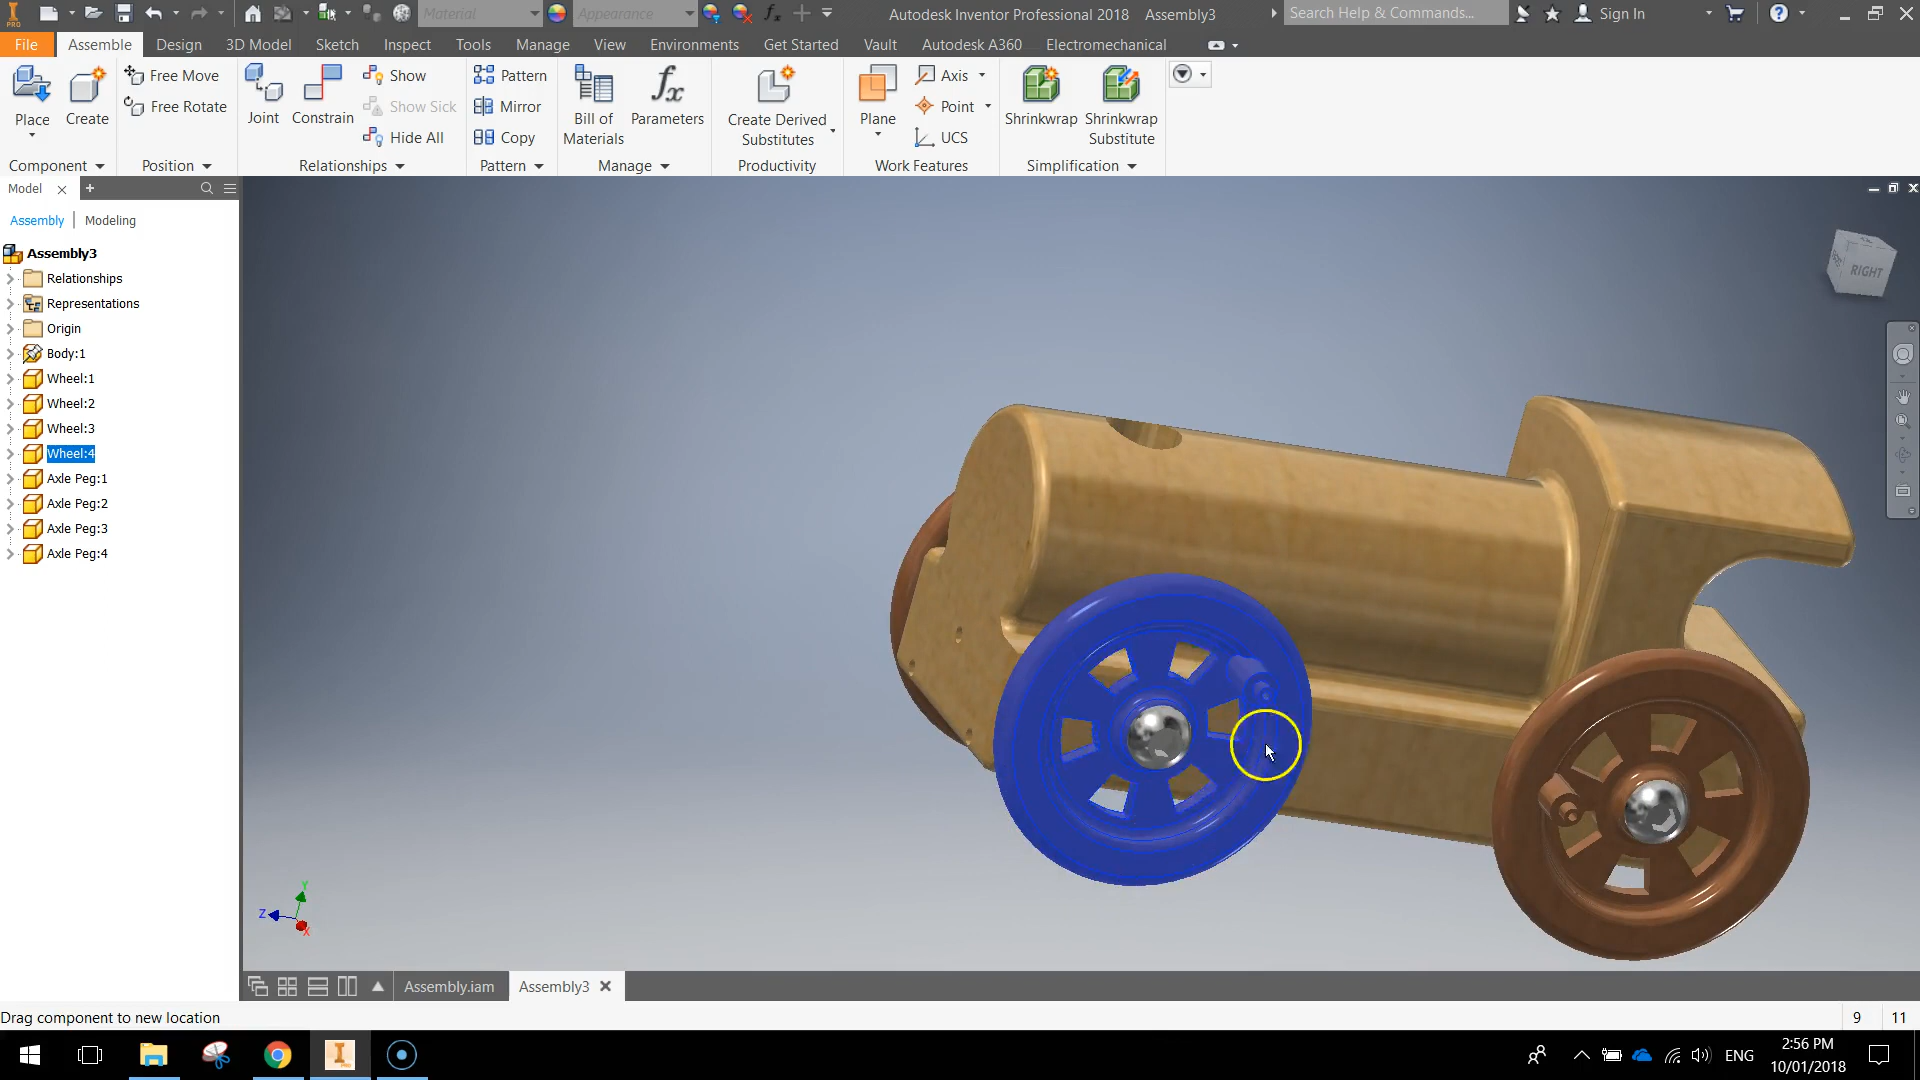 PRO
Material
Appearance
fx
Autodesk Inventor Professional 2018 Assembly3
Search Help & Commands...
Sign In
File Assemble Design 3D Model Sketch Inspect Tools Manage View Environments Get Started Vault Autodesk A360 Electromechanical
Place
Create
Free Move
Free Rotate
Joint
Constrain
Show
Show Sick
Hide All
Pattern
Mirror
Copy
Bill of
Materials
fx
Parameters
Create Derived
Substitutes
Plane
Axis
Point
UCS
Shrinkwrap
Shrinkwrap
Substitute
Component Position Relationships Pattern Manage Productivity Work Features Simplification
Model
Assembly | Modeling
Assembly3
Relationships
Representations
Origin
Body:1
Wheel:1
Wheel:2
Wheel:3
Wheel:4
Axle Peg:1
Axle Peg:2
Axle Peg:3
Axle Peg:4
RIGHT
Y
Z
X
Assembly.iam Assembly3
Drag component to new location
9 11
ENG
2:56 PM
10/01/2018